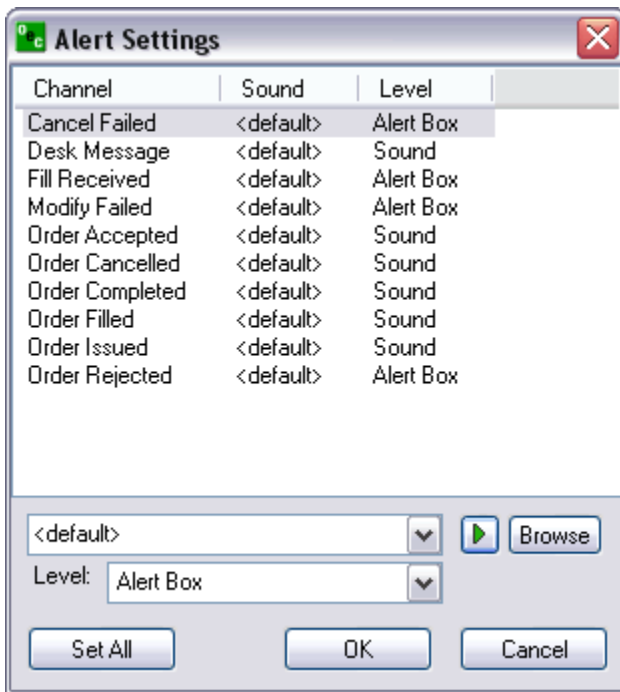 OEC Alert Settings
Channel Sound Level
Cancel Failed <default> Alert Box
Desk Message <default> Sound
Fill Received <default> Alert Box
Modify Failed <default> Alert Box
Order Accepted <default> Sound
Order Cancelled <default> Sound
Order Completed <default> Sound
Order Filled <default> Sound
Order Issued <default> Sound
Order Rejected <default> Alert Box
<default> Browse
Level: Alert Box
Set All OK Cancel